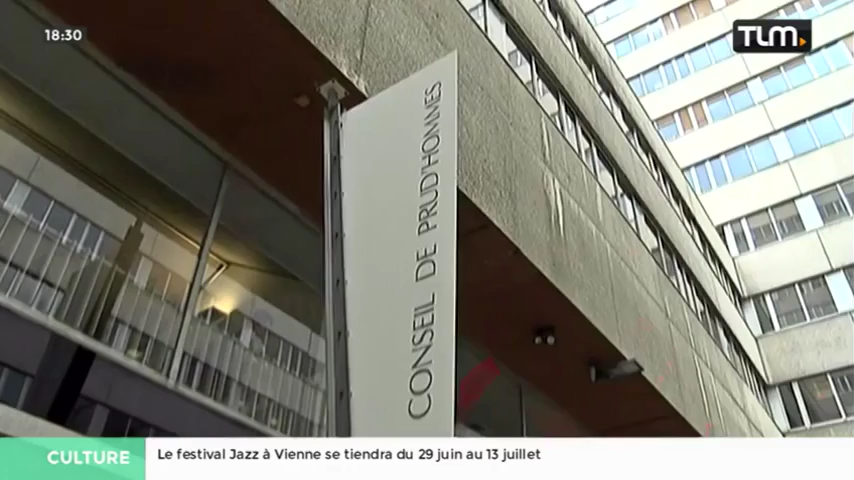 18:30
TLM
CONSEIL DE PRUD'HOMMES
CULTURE
Le festival Jazz à Vienne se tiendra du 29 juin au 13 juillet